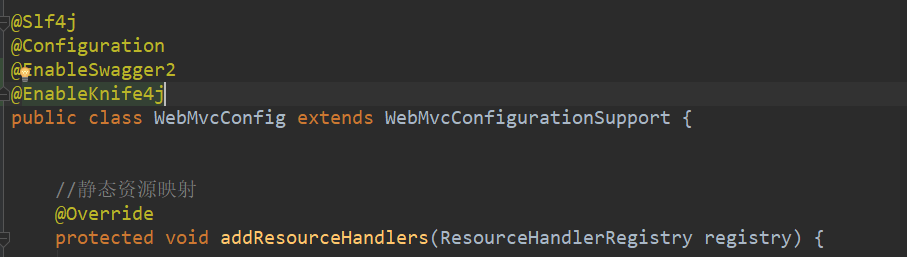 @Slf4j
@Configuration
@EnableSwagger2
@EnableKnife4j
public class WebMvcConfig extends WebMvcConfigurationSupport {
//静态资源映射
@Override
protected void addResourceHandlers(ResourceHandlerRegistry registry) {